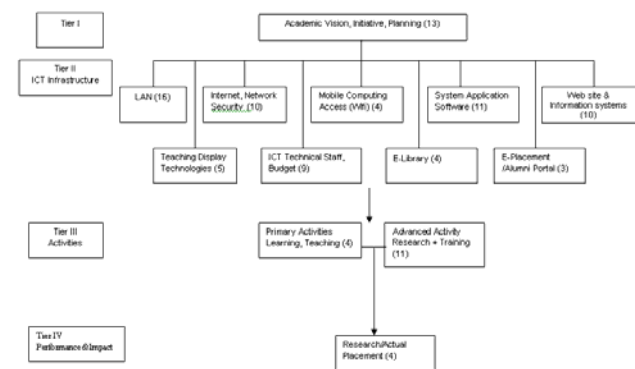 Tier I
Academic Vision, Initiative, Planning (13)
Tier II
ICT Infrastructure
LAN (16)
Internet, Network
Security (10)
Mobile Computing
Access (Wifi) (4)
System Application
Software (11)
Web site &
Information systems
(10)
Teaching Display
Technologies (5)
ICT Technical Staff,
Budget (9)
E-Library (4)
E-Placement
/Alumni Portal (3)
Tier III
Activities
Primary Activities
Learning, Teaching (4)
Advanced Activity
Research + Training
(11)
Tier IV
Performance&Impact
Research/Actual
Placement (4)